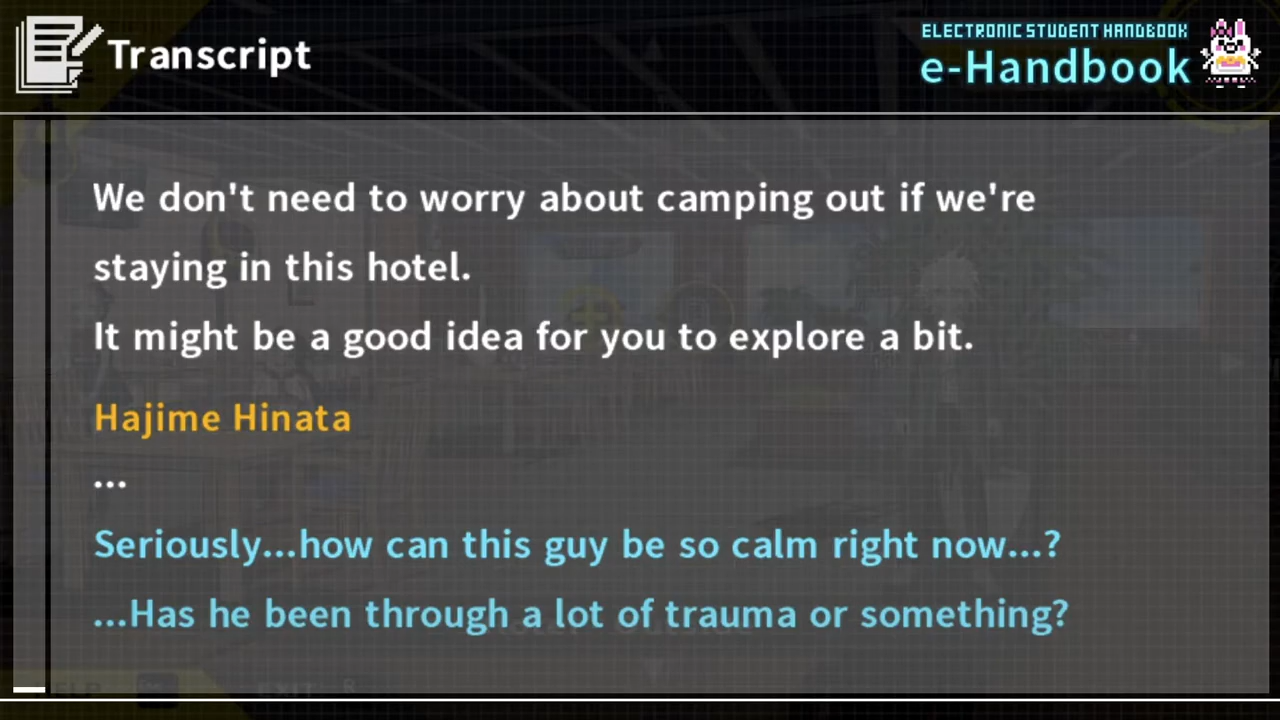 Transcript
ELECTRONIC STUDENT HANDBOOK
e-Handbook
We don't need to worry about camping out if we're
staying in this hotel.
It might be a good idea for you to explore a bit.
Hajime Hinata
...
Seriously...how can this guy be so calm right now...?
...Has he been through a lot of trauma or something?
HELP
EXIT
R